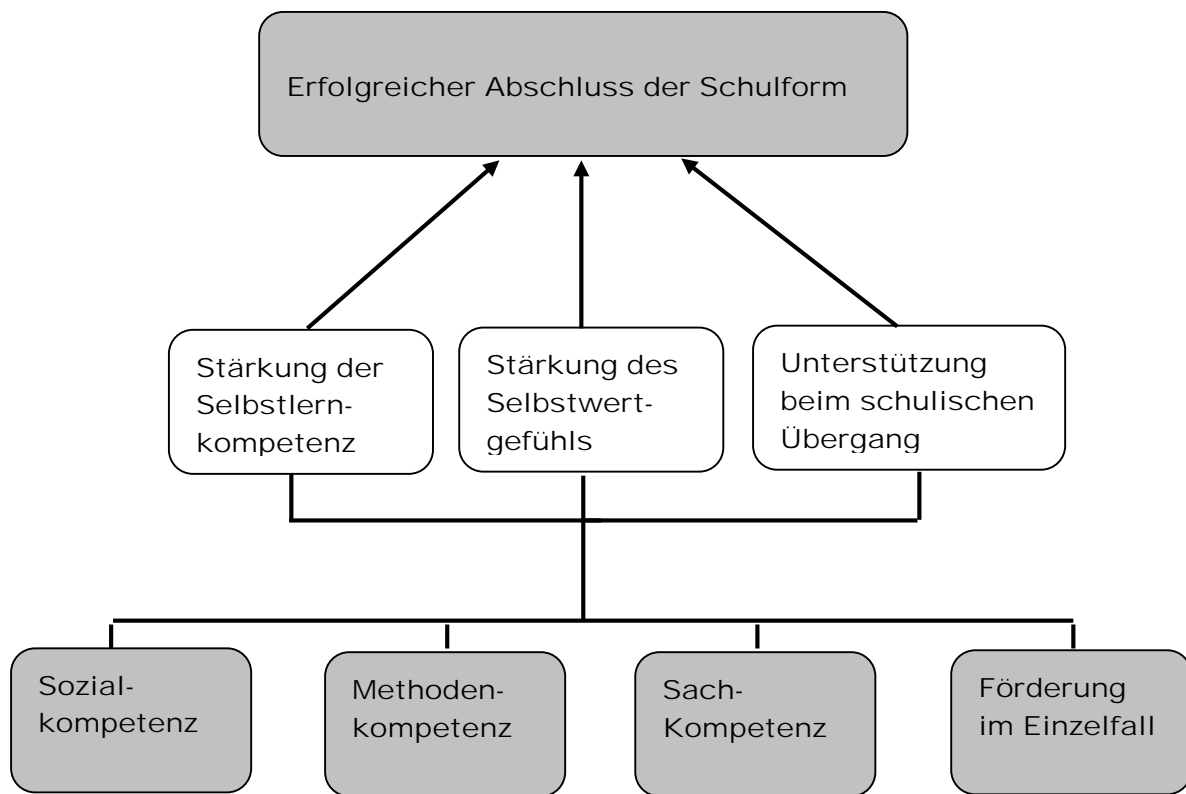 Erfolgreicher Abschluss der Schulform
Stärkung der
Selbstlern-
kompetenz
Stärkung des
Selbstwert-
gefühls
Unterstützung
beim schulischen
Übergang
Sozial-
kompetenz
Methoden-
kompetenz
Sach-
Kompetenz
Förderung
im Einzelfall